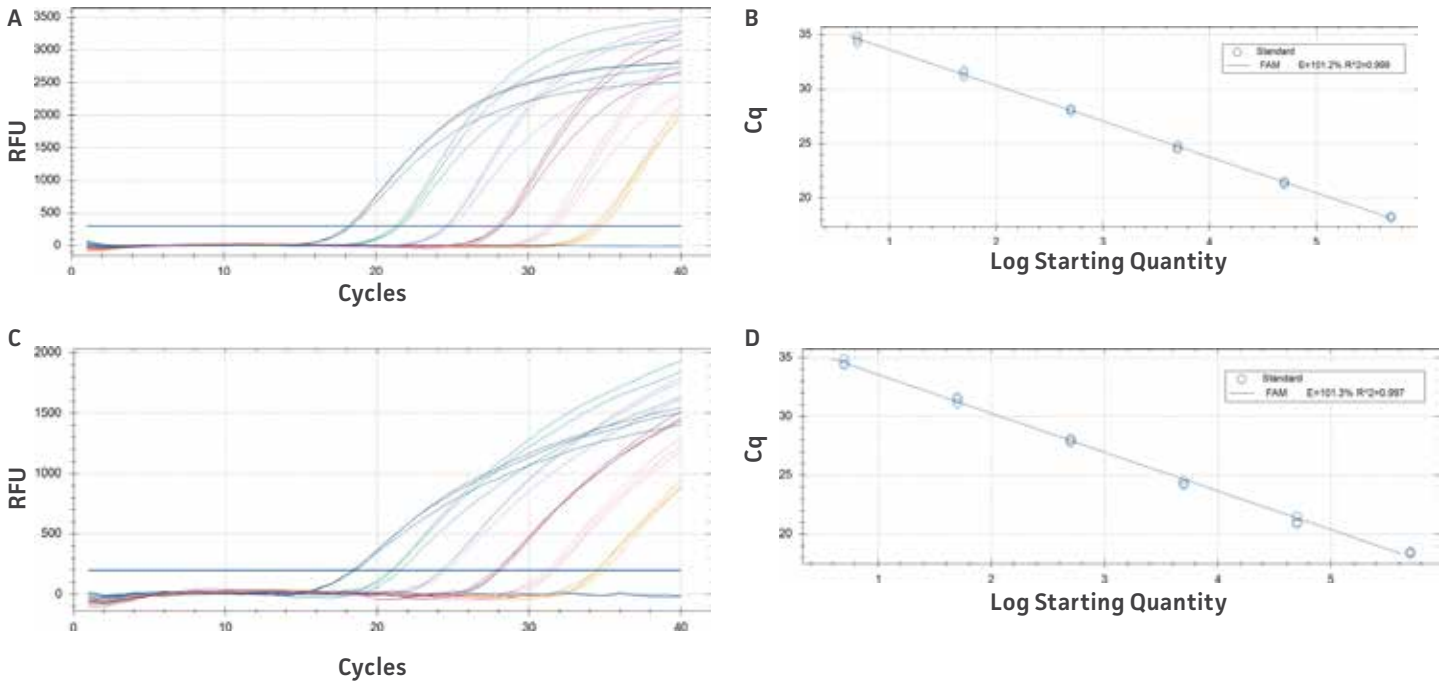 A
3500
3000
2500
2000
1500
1000
500
0
RFU
0 10 20 30 40
Cycles
B
35
30
25
20
Cq
Standard
FAM E=101.2% R^2=0.999
1 2 3 4 5
Log Starting Quantity
C
2000
1500
1000
500
0
RFU
0 10 20 30 40
Cycles
D
35
30
25
20
Cq
Standard
FAM E=101.3% R^2=0.997
1 2 3 4 5
Log Starting Quantity